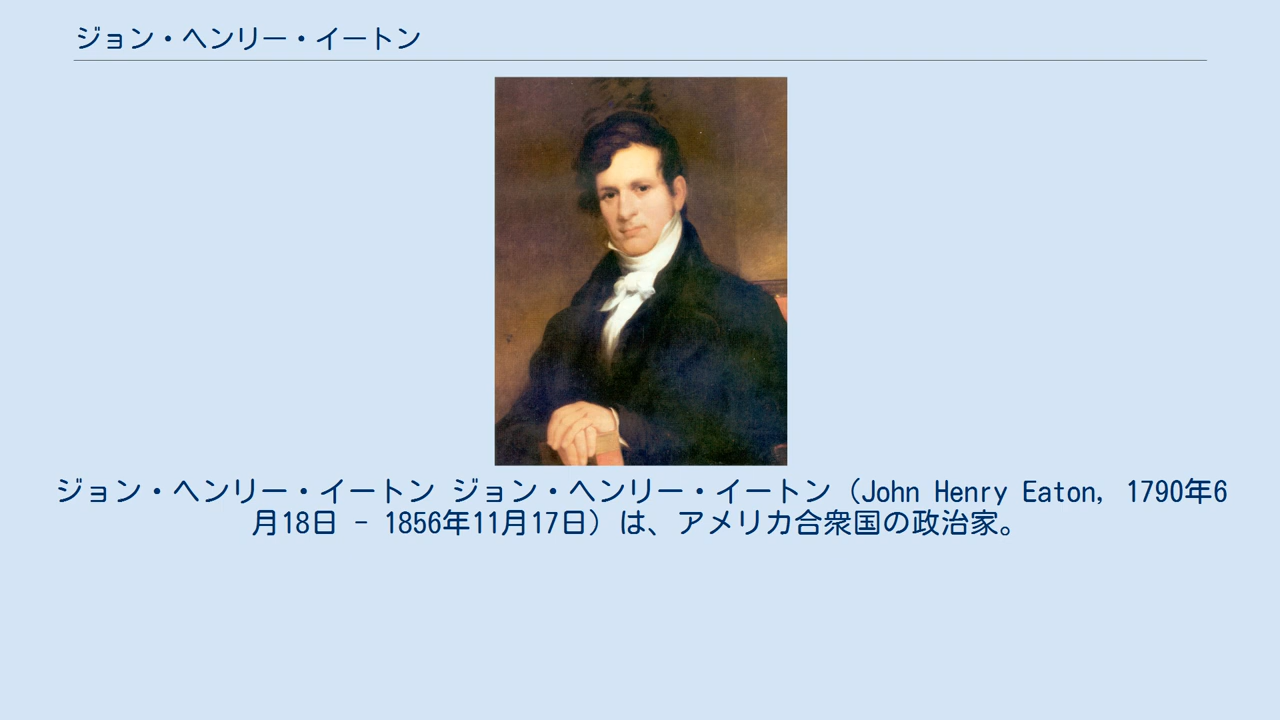 ジョン・ヘンリー・イートン
ジョン・ヘンリー・イートン ジョン・ヘンリー・イートン（John Henry Eaton, 1790年6
月18日 - 1856年11月17日）は、アメリカ合衆国の政治家。